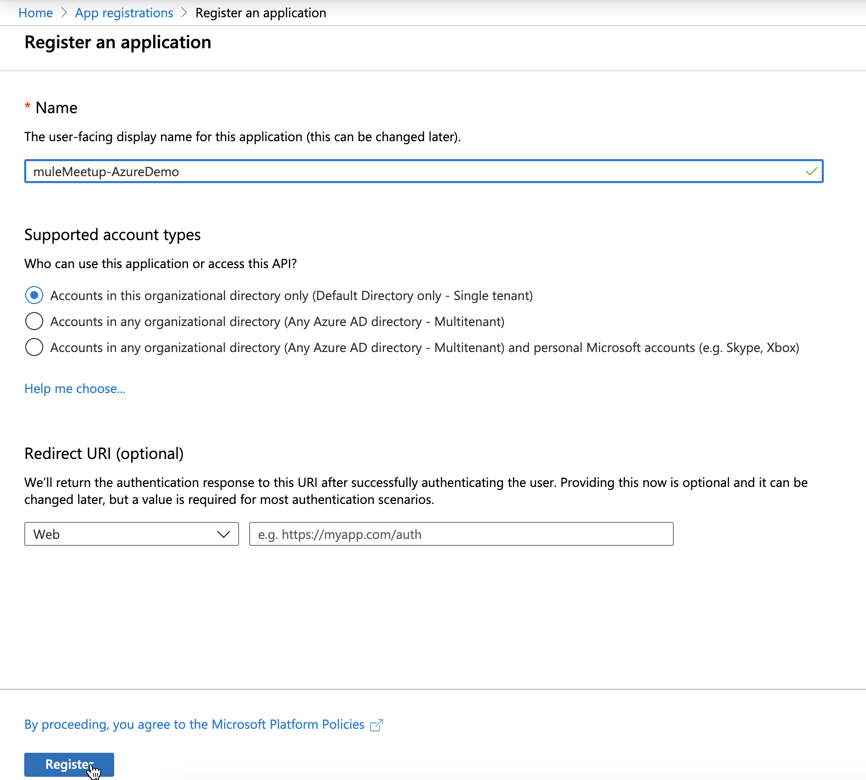 Home > App registrations > Register an application
Register an application
* Name
The user-facing display name for this application (this can be changed later).
muleMeetup-AzureDemo
Supported account types
Who can use this application or access this API?
Accounts in this organizational directory only (Default Directory only - Single tenant)
Accounts in any organizational directory (Any Azure AD directory - Multitenant)
Accounts in any organizational directory (Any Azure AD directory - Multitenant) and personal Microsoft accounts (e.g. Skype, Xbox)
Help me choose...
Redirect URI (optional)
We'll return the authentication response to this URI after successfully authenticating the user. Providing this now is optional and it can be
changed later, but a value is required for most authentication scenarios.
Web e.g. https://myapp.com/auth
By proceeding, you agree to the Microsoft Platform Policies
Register